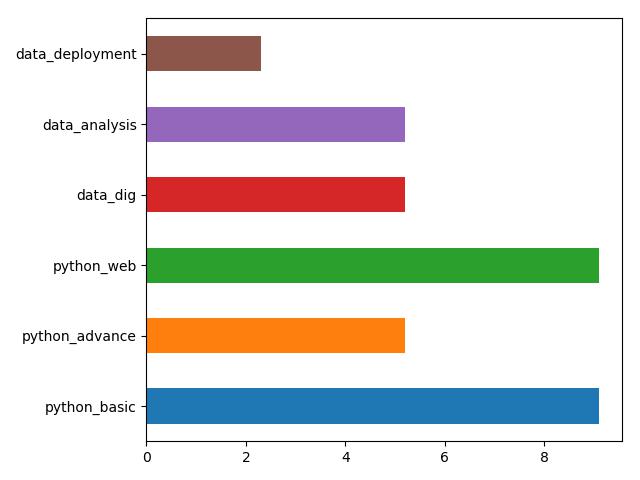 data_deployment
data_analysis
data_dig
python_web
python_advance
python_basic
0 2 4 6 8